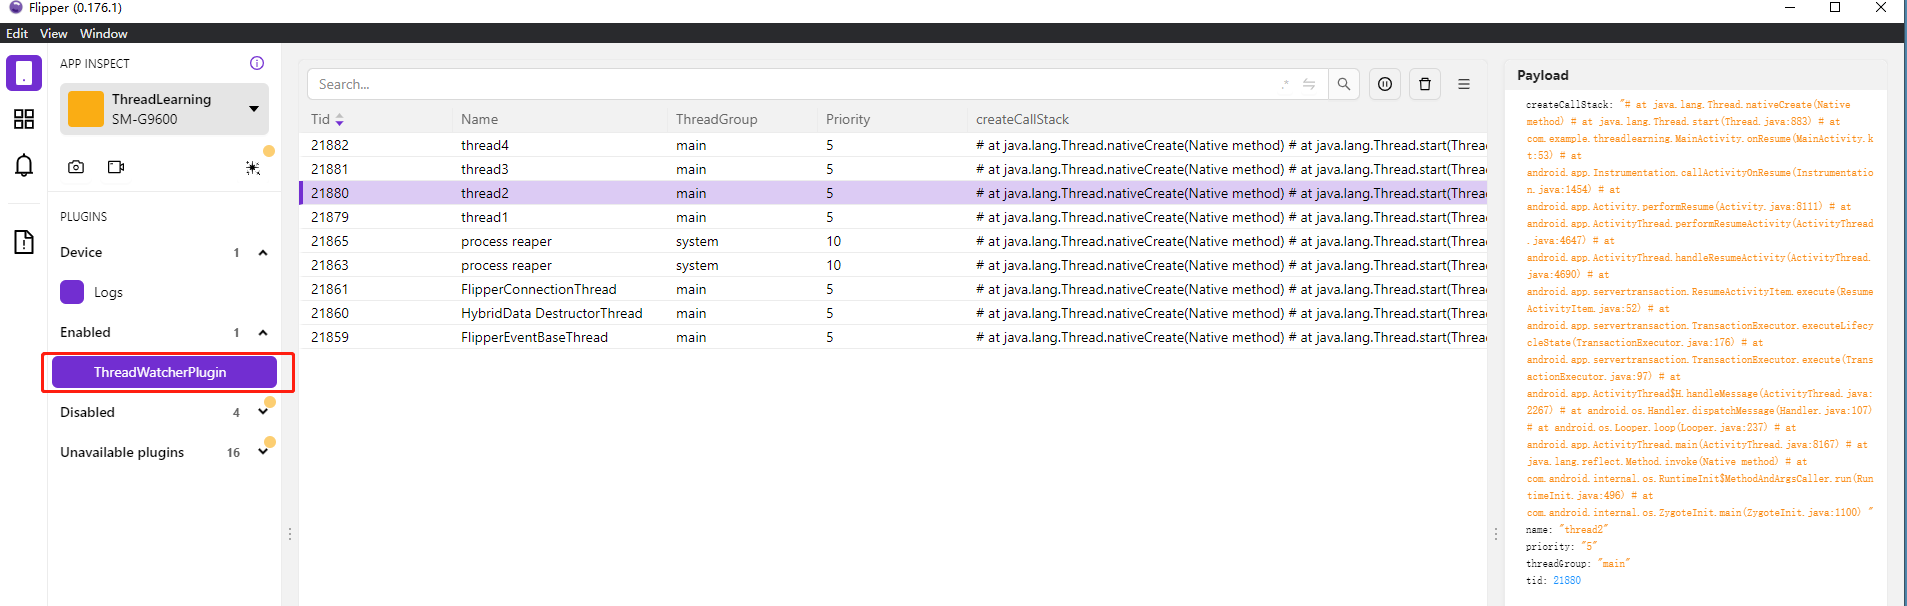 Flipper (0.176.1)
Edit View Window
APP INSPECT
ThreadLearning
SM-G9600
PLUGINS
Device 1
Logs
Enabled 1
ThreadWatcherPlugin
Disabled 4
Unavailable plugins 16
Search...
Tid Name ThreadGroup Priority createCallStack
21882 thread4 main 5 # at java.lang.Thread.nativeCreate(Native method) # at java.lang.Thread.start(Threa
21881 thread3 main 5 # at java.lang.Thread.nativeCreate(Native method) # at java.lang.Thread.start(Threa
21880 thread2 main 5 # at java.lang.Thread.nativeCreate(Native method) # at java.lang.Thread.start(Threa
21879 thread1 main 5 # at java.lang.Thread.nativeCreate(Native method) # at java.lang.Thread.start(Threa
21865 process reaper system 10 # at java.lang.Thread.nativeCreate(Native method) # at java.lang.Thread.start(Threa
21863 process reaper system 10 # at java.lang.Thread.nativeCreate(Native method) # at java.lang.Thread.start(Threa
21861 FlipperConnectionThread main 5 # at java.lang.Thread.nativeCreate(Native method) # at java.lang.Thread.start(Threa
21860 HybridData DestructorThread main 5 # at java.lang.Thread.nativeCreate(Native method) # at java.lang.Thread.start(Threa
21859 FlipperEventBaseThread main 5 # at java.lang.Thread.nativeCreate(Native method) # at java.lang.Thread.start(Threa
Payload
createCallStack: "# at java.lang.Thread.nativeCreate(Native
method) # at java.lang.Thread.start(Thread.java:883) # at
com.example.threadlearning.MainActivity.onResume(MainActivity.k
t:53) # at
android.app.Instrumentation.callActivityOnResume(Instrumentatio
n.java:1454) # at
android.app.Activity.performResume(Activity.java:8111) # at
android.app.ActivityThread.performResumeActivity(ActivityThread
.java:4647) # at
android.app.ActivityThread.handleResumeActivity(ActivityThread.
java:4690) # at
android.app.servertransaction.ResumeActivityItem.execute(Resume
ActivityItem.java:52) # at
android.app.servertransaction.TransactionExecutor.executeLifecy
cleState(TransactionExecutor.java:176) # at
android.app.servertransaction.TransactionExecutor.execute(Trans
actionExecutor.java:97) # at
android.app.ActivityThread$H.handleMessage(ActivityThread.java:
2267) # at android.os.Handler.dispatchMessage(Handler.java:107)
# at android.os.Looper.loop(Looper.java:237) # at
android.app.ActivityThread.main(ActivityThread.java:8167) # at
java.lang.reflect.Method.invoke(Native method) # at
com.android.internal.os.RuntimeInit$MethodAndArgsCaller.run(Run
timeInit.java:496) # at
com.android.internal.os.ZygoteInit.main(ZygoteInit.java:1100) "
name: "thread2"
priority: "5"
threadGroup: "main"
tid: 21880